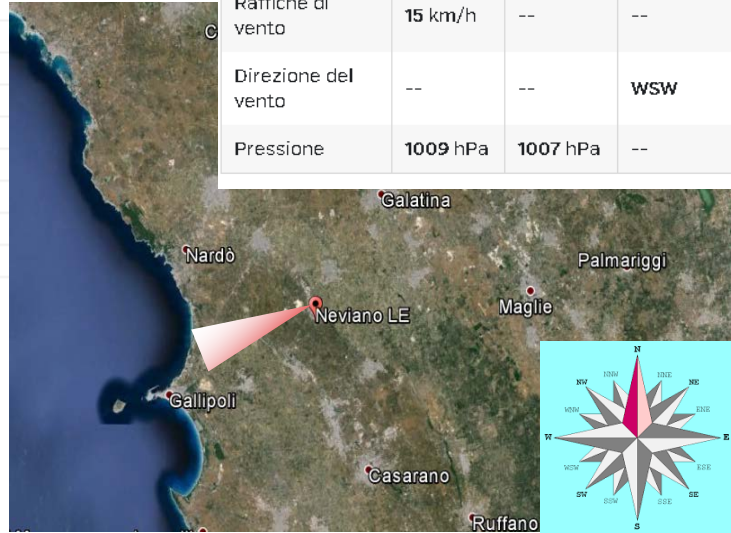 Raffiche di
vento
15 km/h
--
--
Direzione del
vento
--
--
WSW
Pressione
1009 hPa
1007 hPa
--
Galatina
Nardò
Palmariggi
Neviano LE
Maglie
Gallipoli
Casarano
Ruffano
N
NNW
NNE
NW
NE
WNW
ENE
W
E
WSW
ESE
SW
SE
SSW
SSE
S